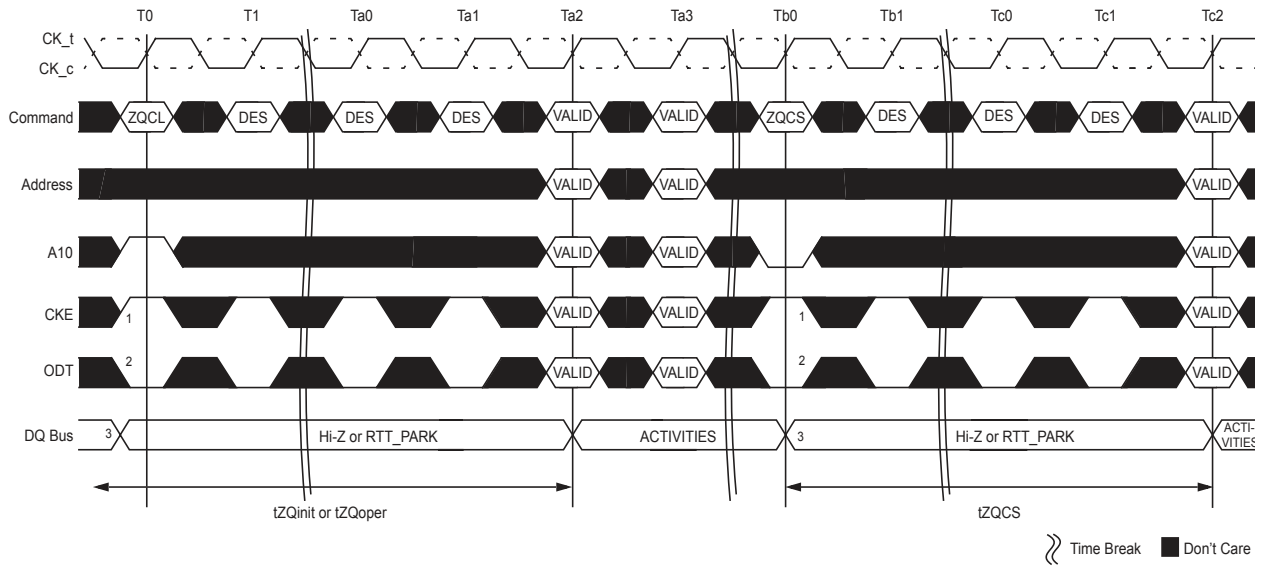 T0 T1 Ta0 Ta1 Ta2 Ta3 Tb0 Tb1 Tc0 Tc1 Tc2
CK_t
CK_c
Command ZQCL DES DES DES VALID VALID ZQCS DES DES DES VALID
Address VALID VALID VALID
A10 VALID VALID VALID
CKE 1 VALID VALID 1 VALID
ODT 2 VALID VALID 2 VALID
DQ Bus 3 Hi-Z or RTT_PARK ACTIVITIES 3 Hi-Z or RTT_PARK ACTI-
VITIES
tZQinit or tZQoper tZQCS
Time Break Don't Care